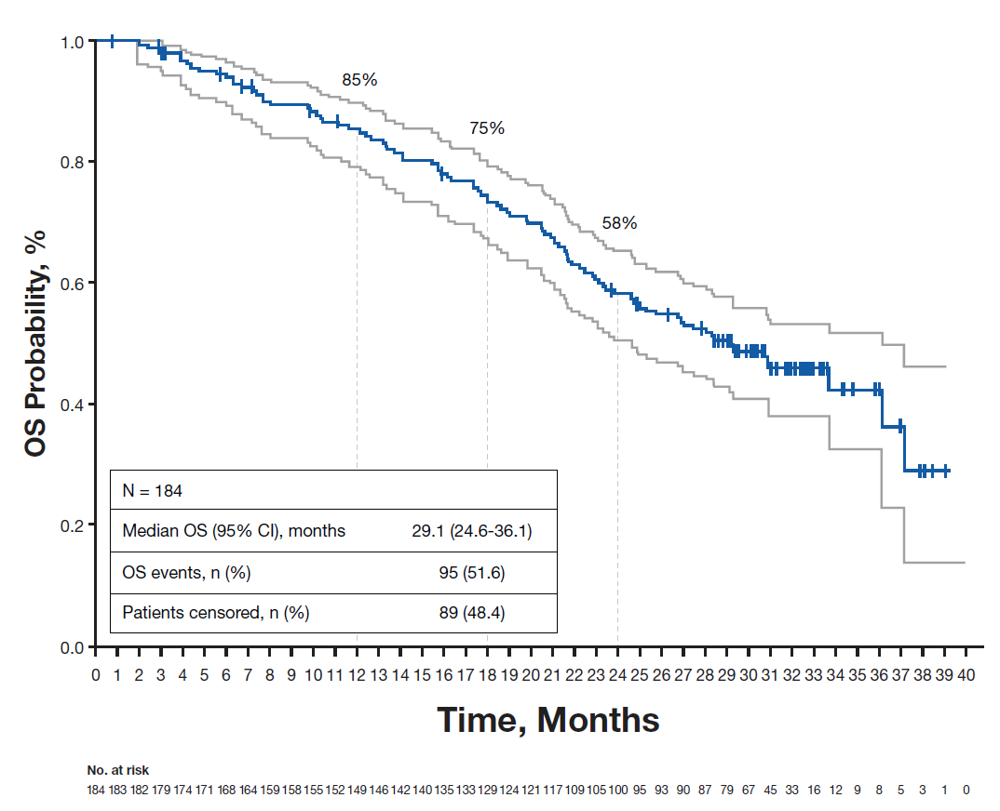 1.0
0.8
0.6
0.4
0.2
0.0
OS Probability, %
85%
75%
58%
N = 184
Median OS (95% CI), months 29.1 (24.6-36.1)
OS events, n (%) 95 (51.6)
Patients censored, n (%) 89 (48.4)
0 1 2 3 4 5 6 7 8 9 10 11 12 13 14 15 16 17 18 19 20 21 22 23 24 25 26 27 28 29 30 31 32 33 34 35 36 37 38 39 40
Time, Months
No. at risk
184 183 182 179 174 171 168 164 159 158 155 152 149 146 142 140 135 133 129 124 121 117 109 105 100 95 93 90 87 79 67 45 33 16 12 9 8 5 3 1 0